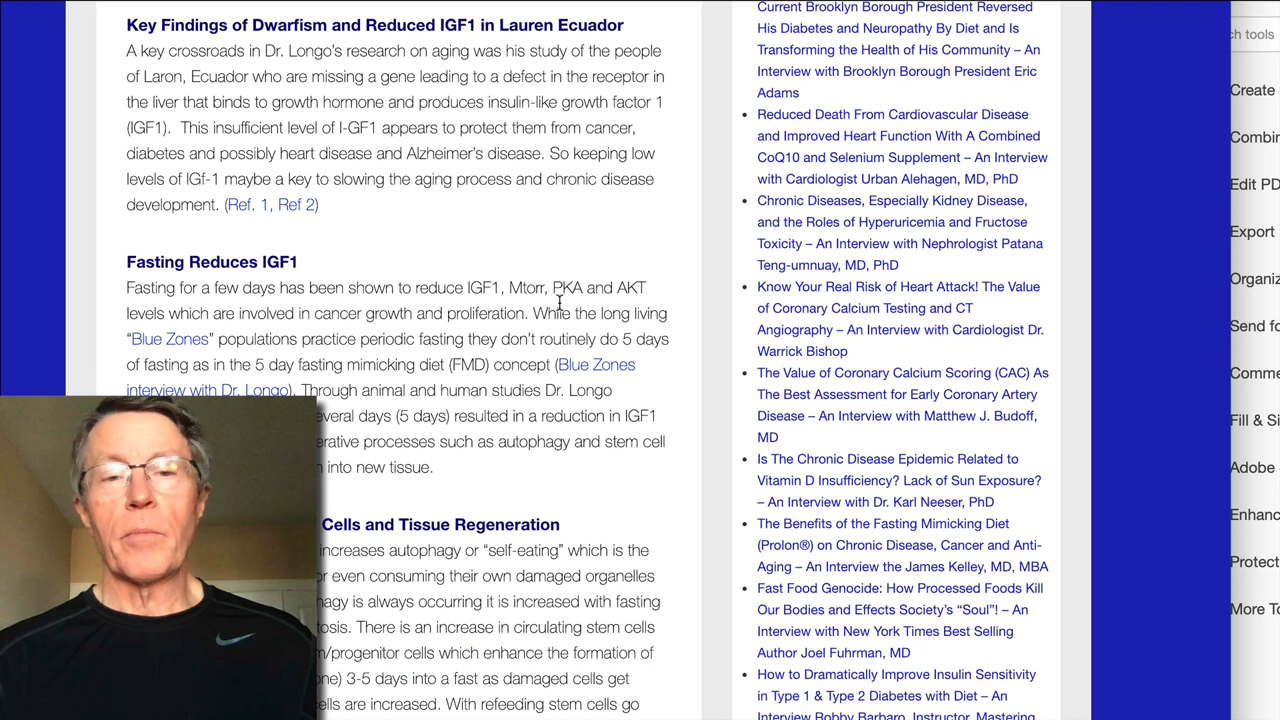 Key Findings of Dwarfism and Reduced IGF1 in Lauren Ecuador
A key crossroads in Dr. Longo's research on aging was his study of the people
of Laron, Ecuador who are missing a gene leading to a defect in the receptor in
the liver that binds to growth hormone and produces insulin-like growth factor 1
(IGF1).  This insufficient level of I-GF1 appears to protect them from cancer,
diabetes and possibly heart disease and Alzheimer's disease. So keeping low
levels of IGf-1 maybe a key to slowing the aging process and chronic disease
development. (Ref. 1, Ref 2)
Fasting Reduces IGF1
Fasting for a few days has been shown to reduce IGF1, Mtorr, PKA and AKT
levels which are involved in cancer growth and proliferation. While the long living
“Blue Zones” populations practice periodic fasting they don't routinely do 5 days
of fasting as in the 5 day fasting mimicking diet (FMD) concept (Blue Zones
interview with Dr. Longo). Through animal and human studies Dr. Longo
everal days (5 days) resulted in a reduction in IGF1
erative processes such as autophagy and stem cell
into new tissue.
Cells and Tissue Regeneration
increases autophagy or “self-eating” which is the
or even consuming their own damaged organelles
hagy is always occurring it is increased with fasting
tosis. There is an increase in circulating stem cells
m/progenitor cells which enhance the formation of
one) 3-5 days into a fast as damaged cells get
ells are increased. With refeeding stem cells go
Current Brooklyn Borough President Reversed
His Diabetes and Neuropathy By Diet and Is
Transforming the Health of His Community – An
Interview with Brooklyn Borough President Eric
Adams
Reduced Death From Cardiovascular Disease
and Improved Heart Function With A Combined
CoQ10 and Selenium Supplement – An Interview
with Cardiologist Urban Alehagen, MD, PhD
Chronic Diseases, Especially Kidney Disease,
and the Roles of Hyperuricemia and Fructose
Toxicity – An Interview with Nephrologist Patana
Teng-umnuay, MD, PhD
Know Your Real Risk of Heart Attack! The Value
of Coronary Calcium Testing and CT
Angiography – An Interview with Cardiologist Dr.
Warrick Bishop
The Value of Coronary Calcium Scoring (CAC) As
The Best Assessment for Early Coronary Artery
Disease – An Interview with Matthew J. Budoff,
MD
Is The Chronic Disease Epidemic Related to
Vitamin D Insufficiency? Lack of Sun Exposure?
– An Interview with Dr. Karl Neeser, PhD
The Benefits of the Fasting Mimicking Diet
(Prolon®) on Chronic Disease, Cancer and Anti-
Aging – An Interview the James Kelley, MD, MBA
Fast Food Genocide: How Processed Foods Kill
Our Bodies and Effects Society's “Soul”! – An
Interview with New York Times Best Selling
Author Joel Fuhrman, MD
How to Dramatically Improve Insulin Sensitivity
in Type 1 & Type 2 Diabetes with Diet – An
Interview Robby Barbaro, Instructor, Mastering
ch tools
Create
Combin
Edit PD
Export
Organiz
Send fo
Comme
Fill & Si
Adobe
Enhanc
Protect
More To